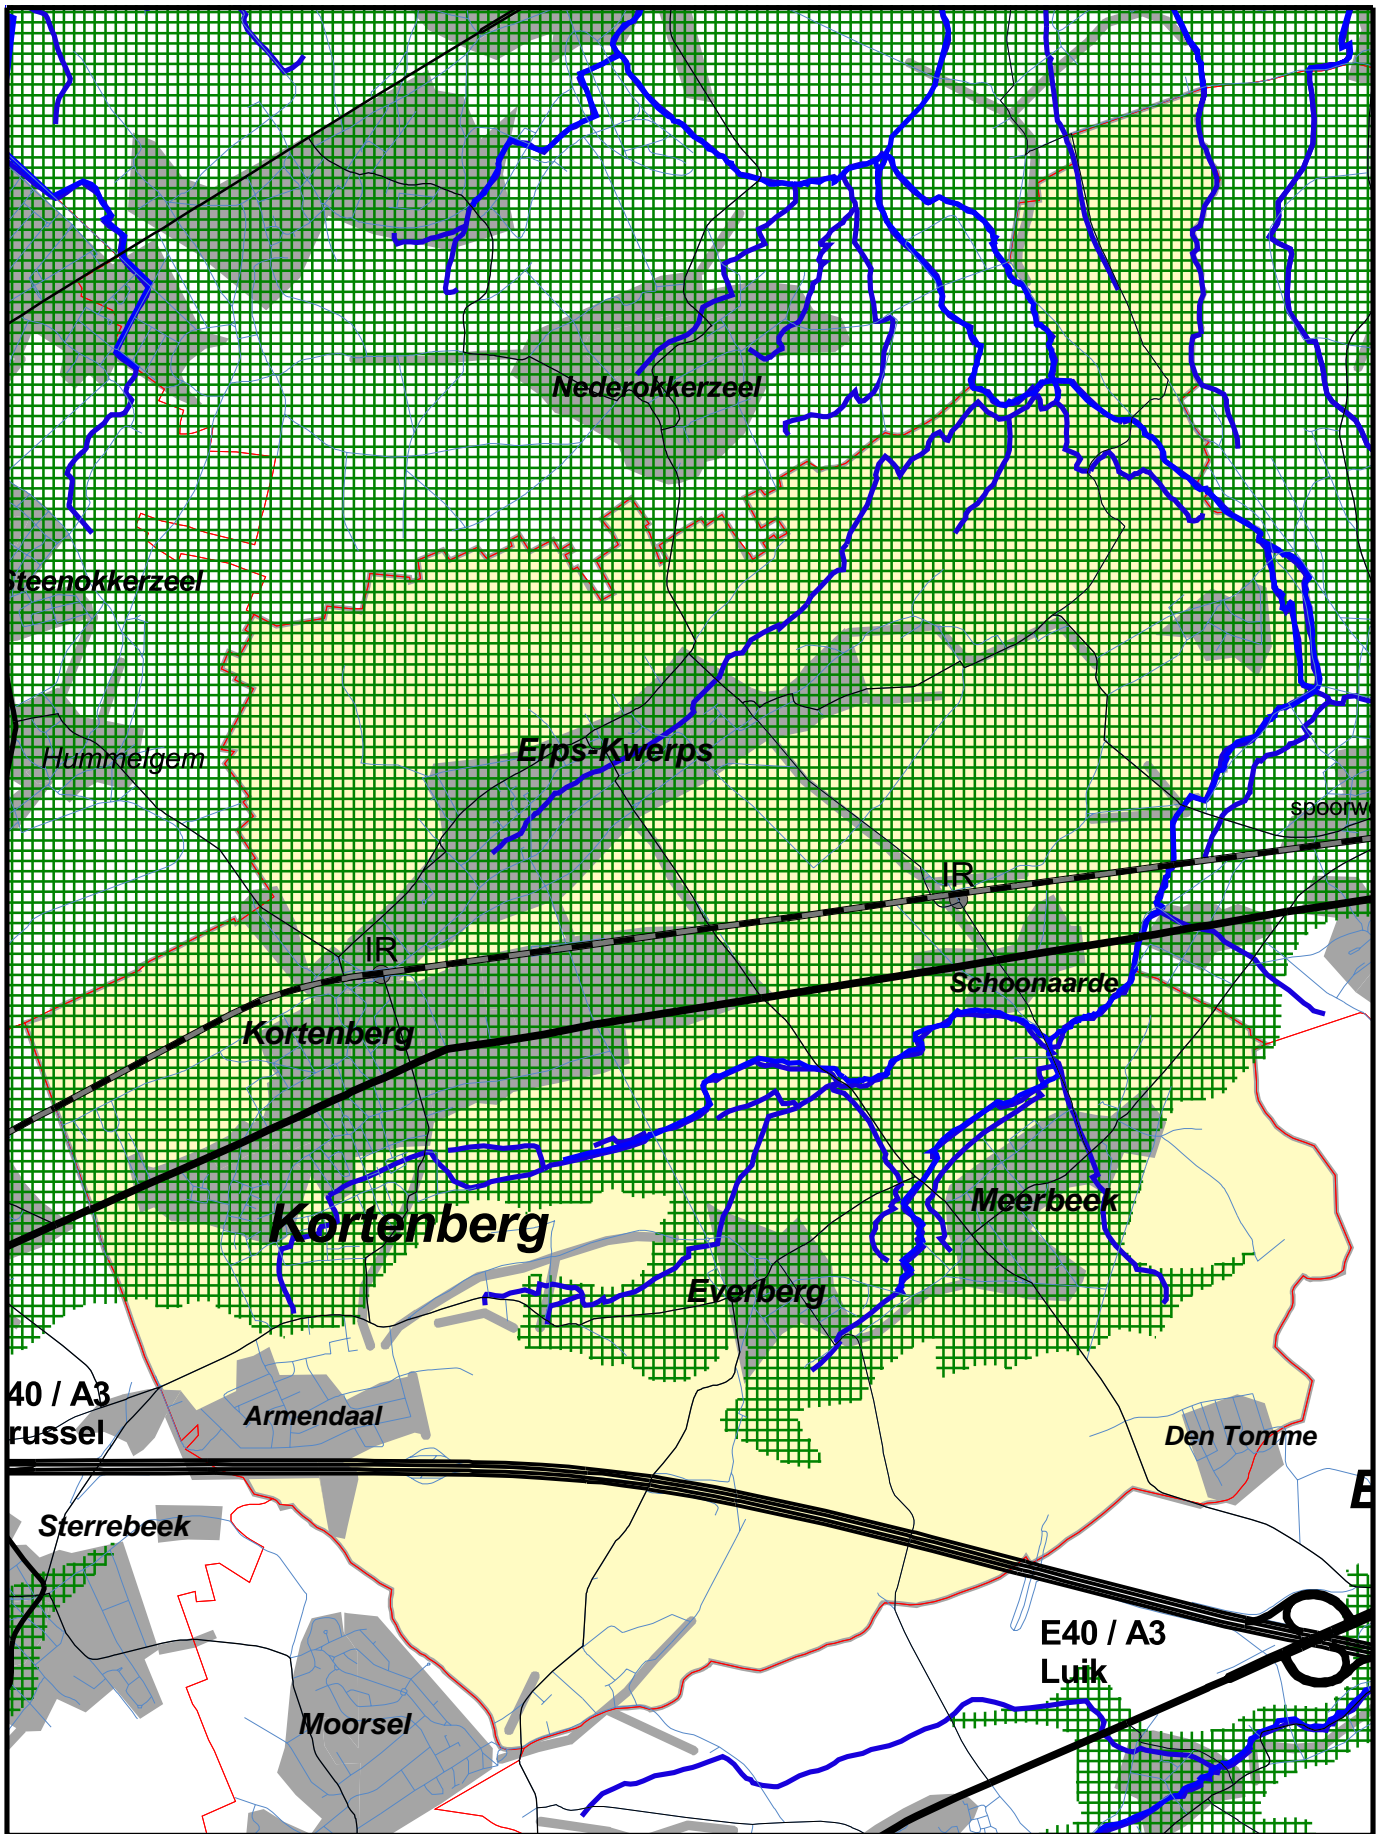 Nederokkerzeel
Steenokkerzeel
Hummelgem
Erps-Kwerps
spoorw
IR
IR
Schoonaarde
Kortenberg
Kortenberg
Meerbeek
Everberg
40 / A3
russel
Armendaal
Den Tomme
E
Sterrebeek
E40 / A3
Luik
Moorsel